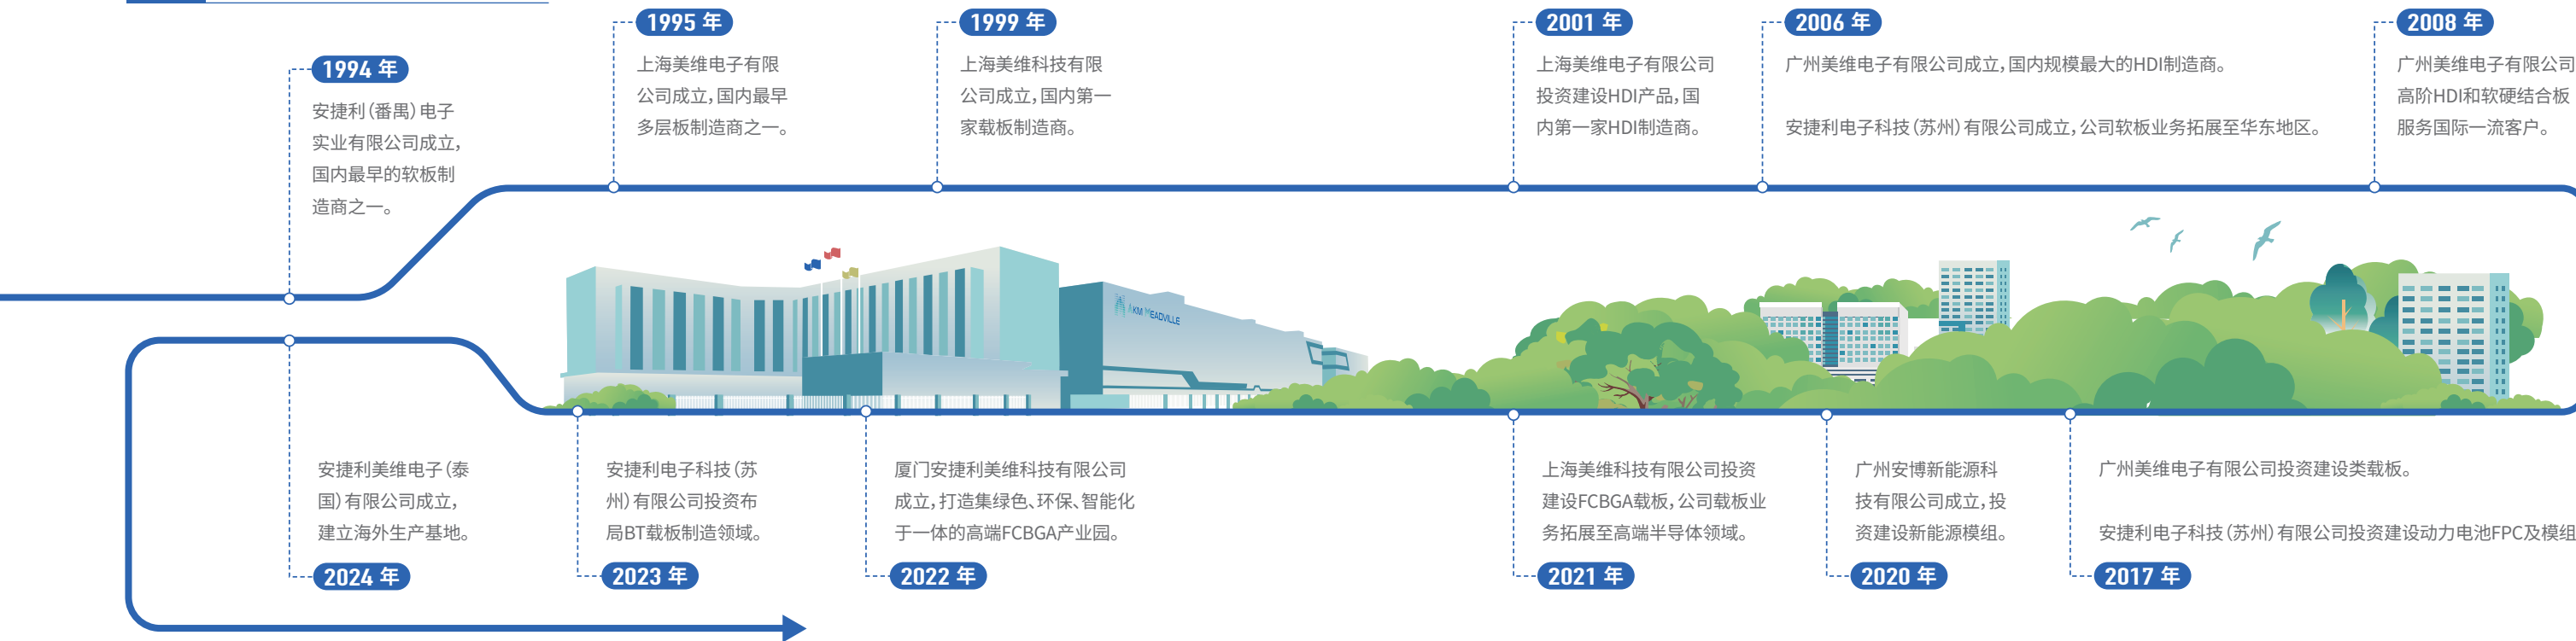 1994 年
安捷利（番禺）电子
实业有限公司成立，
国内最早的软板制
造商之一。
1995 年
上海美维电子有限
公司成立，国内最早
多层板制造商之一。
1999 年
上海美维科技有限
公司成立，国内第一
家载板制造商。
2001 年
上海美维电子有限公司
投资建设HDI产品，国
内第一家HDI制造商。
2006 年
广州美维电子有限公司成立，国内规模最大的HDI制造商。
安捷利电子科技（苏州）有限公司成立，公司软板业务拓展至华东地区。
2008 年
广州美维电子有限公司
高阶HDI和软硬结合板
服务国际一流客户。
AKM MEADVILLE
广州美维电子有限公司投资建设类载板。
安捷利电子科技（苏州）有限公司投资建设动力电池FPC及模组
2017 年
广州安博新能源科
技有限公司成立，投
资建设新能源模组。
2020 年
上海美维科技有限公司投资
建设FCBGA载板，公司载板业
务拓展至高端半导体领域。
2021 年
厦门安捷利美维科技有限公司
成立，打造集绿色、环保、智能化
于一体的高端FCBGA产业园。
2022 年
安捷利电子科技（苏
州）有限公司投资布
局BT载板制造领域。
2023 年
安捷利美维电子（泰
国）有限公司成立，
建立海外生产基地。
2024 年